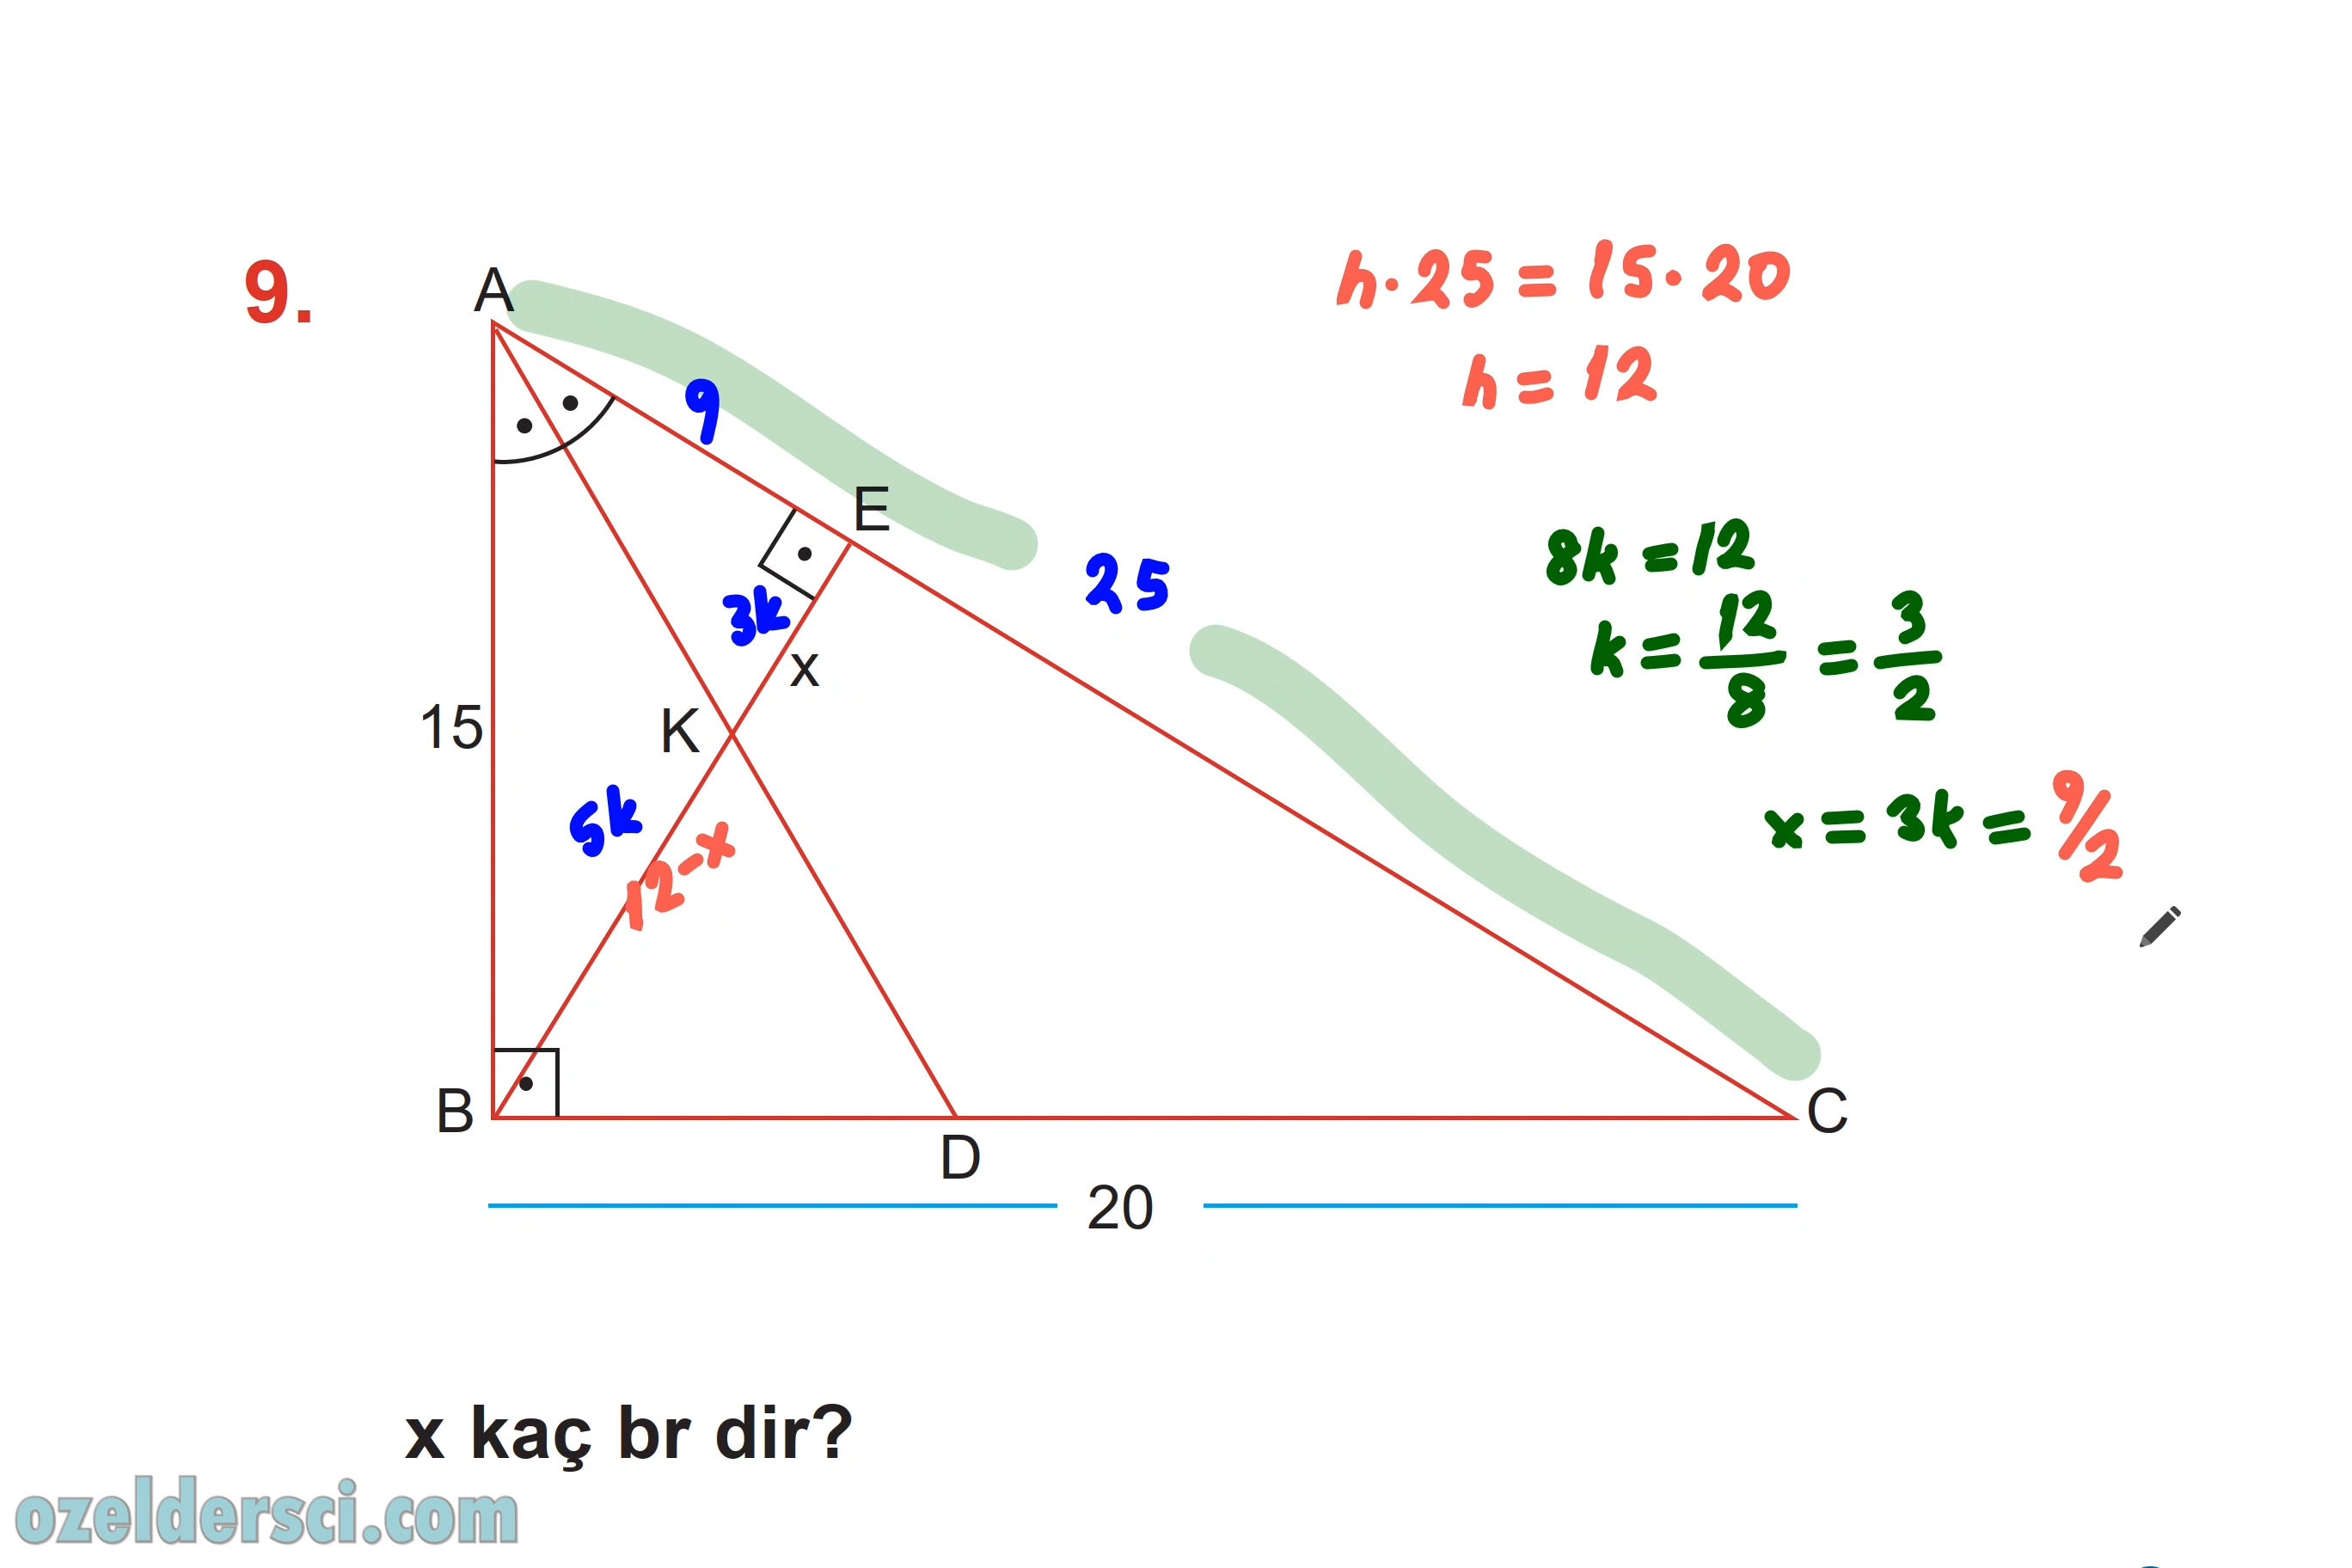 9.
A
h·25=15·20
9
h=12
E
25
8k=12
3k
k=12/8=3/2
x
15
K
5k
x=3k=9/2
12-x
B
C
D
20
x kaç br dir?
ozeldersci.com